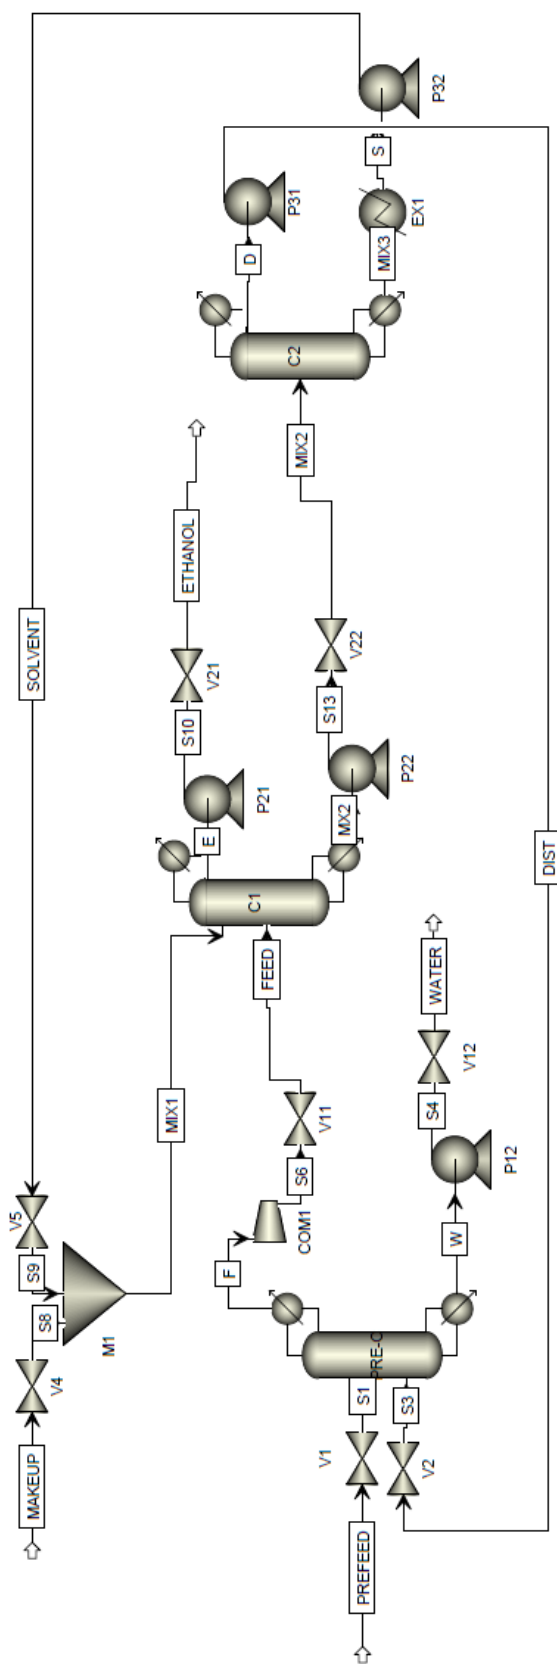 SOLVENT
MAKEUP
V4
S8
S9
V5
M1
MIX1
PREFEED
V1
S1
V2
S3
PRE-C
F
COM1
S6
V11
FEED
W
P12
S4
V12
WATER
C1
E
P21
S10
V21
ETHANOL
MX2
P22
S13
V22
MIX2
C2
D
P31
MIX3
EX1
S
P32
DIST